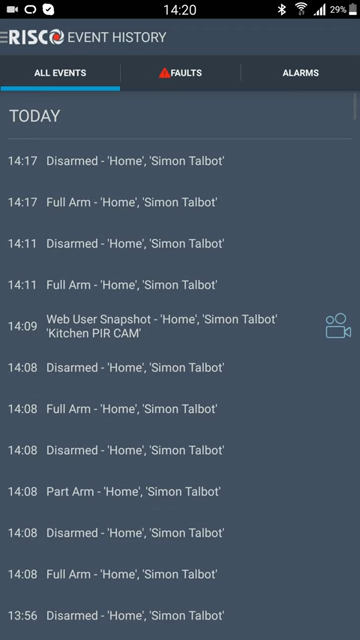 14:20
29%
RISCO EVENT HISTORY
ALL EVENTS
FAULTS
ALARMS
TODAY
14:17 Disarmed - 'Home', 'Simon Talbot'
14:17 Full Arm - 'Home', 'Simon Talbot'
14:11 Disarmed - 'Home', 'Simon Talbot'
14:11 Full Arm - 'Home', 'Simon Talbot'
14:09 Web User Snapshot - 'Home', 'Simon Talbot'
'Kitchen PIR CAM'
14:08 Disarmed - 'Home', 'Simon Talbot'
14:08 Full Arm - 'Home', 'Simon Talbot'
14:08 Disarmed - 'Home', 'Simon Talbot'
14:08 Part Arm - 'Home', 'Simon Talbot'
14:08 Disarmed - 'Home', 'Simon Talbot'
14:08 Full Arm - 'Home', 'Simon Talbot'
13:56 Disarmed - 'Home', 'Simon Talbot'